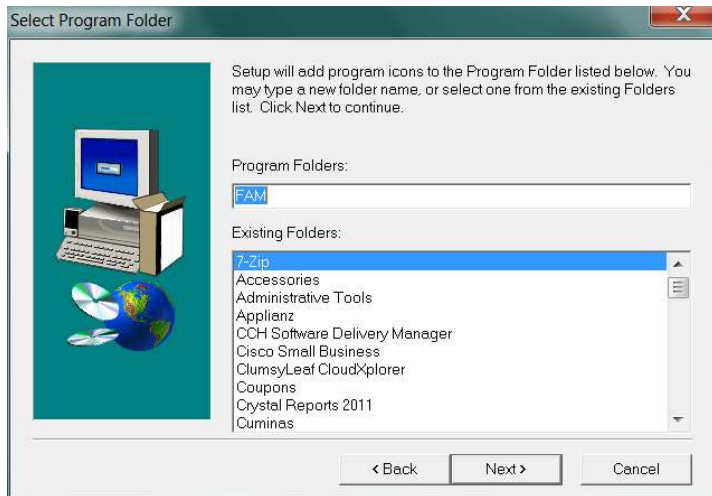 Select Program Folder
Setup will add program icons to the Program Folder listed below. You
may type a new folder name, or select one from the existing Folders
list. Click Next to continue.
Program Folders:
FAM
Existing Folders:
7-Zip
Accessories
Administrative Tools
Applianz
CCH Software Delivery Manager
Cisco Small Business
ClumsyLeaf CloudXplorer
Coupons
Crystal Reports 2011
Cuminas
< Back
Next >
Cancel